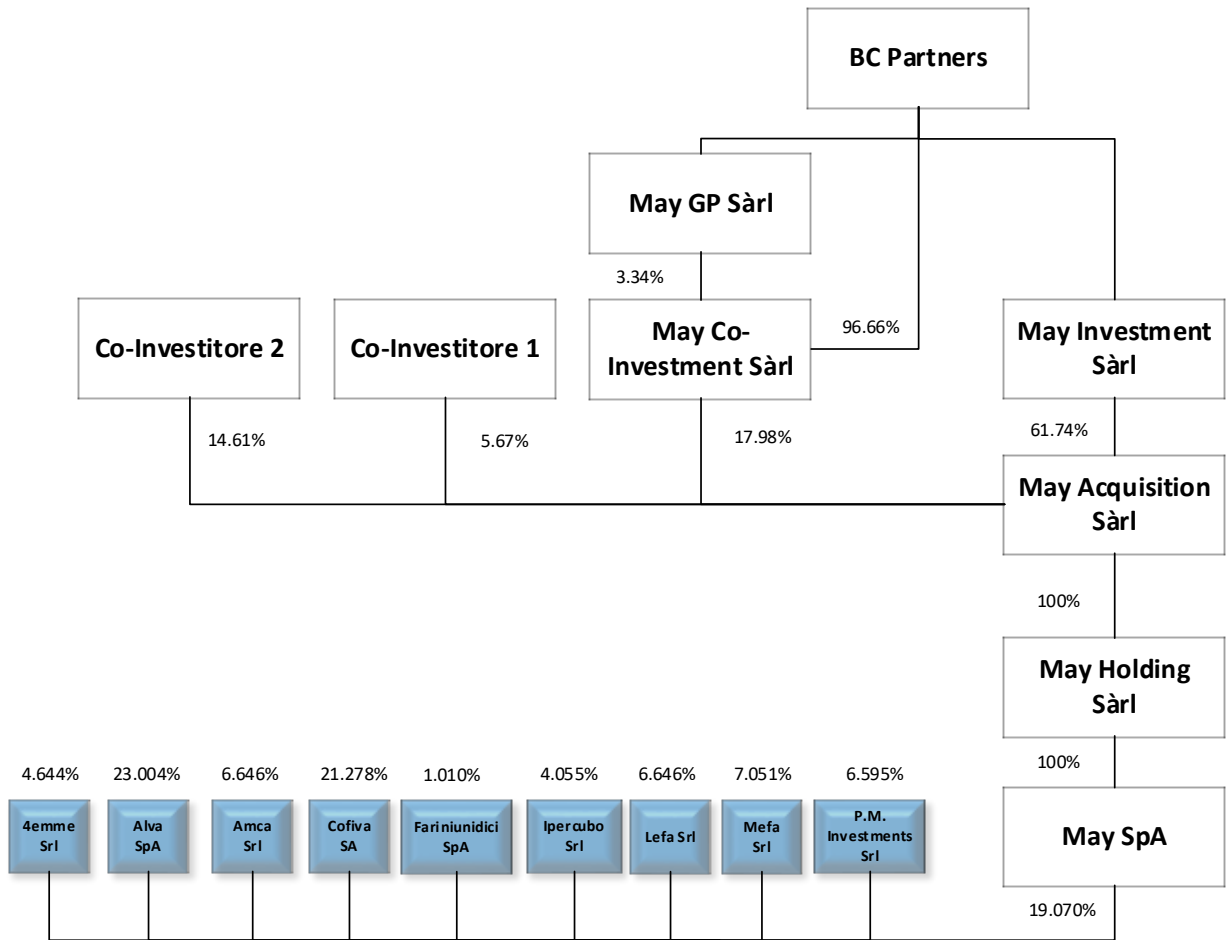 BC Partners
May GP Sàrl
3.34%
Co-Investitore 2
Co-Investitore 1
May Co-
Investment Sàrl
96.66%
May Investment
Sàrl
14.61%
5.67%
17.98%
61.74%
May Acquisition
Sàrl
100%
May Holding
Sàrl
100%
4.644%
23.004%
6.646%
21.278%
1.010%
4.055%
6.646%
7.051%
6.595%
4emme
Srl
Alva
SpA
Amca
Srl
Cofiva
SA
Fariniunidici
SpA
Ipercubo
Srl
Lefa Srl
Mefa
Srl
P.M.
Investments
Srl
May SpA
19.070%